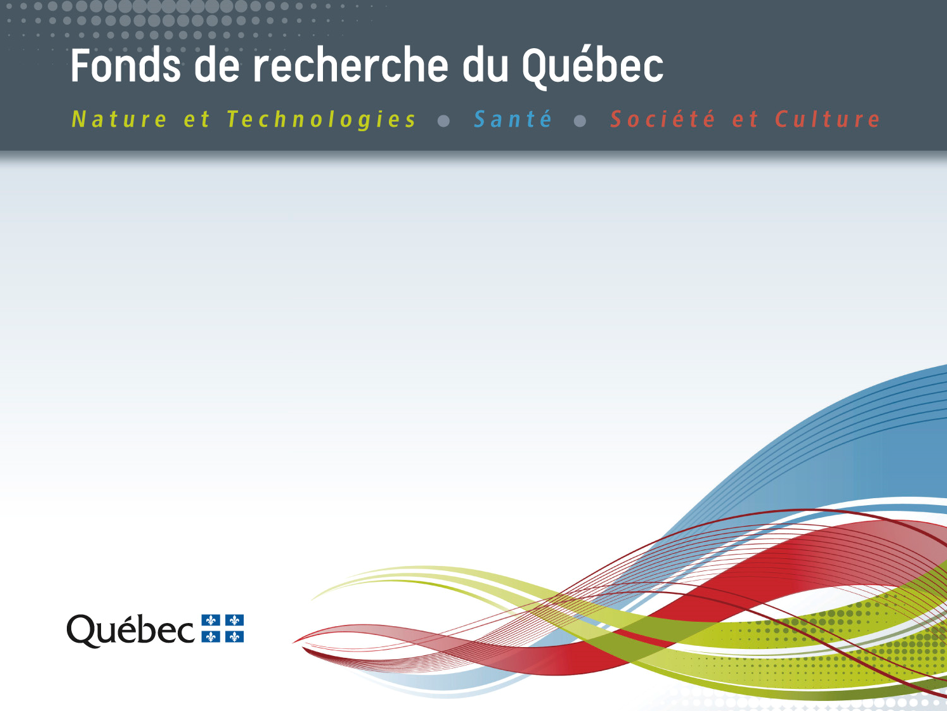 Fonds de recherche du Québec
Nature et Technologies ● Santé ● Société et Culture
Québec